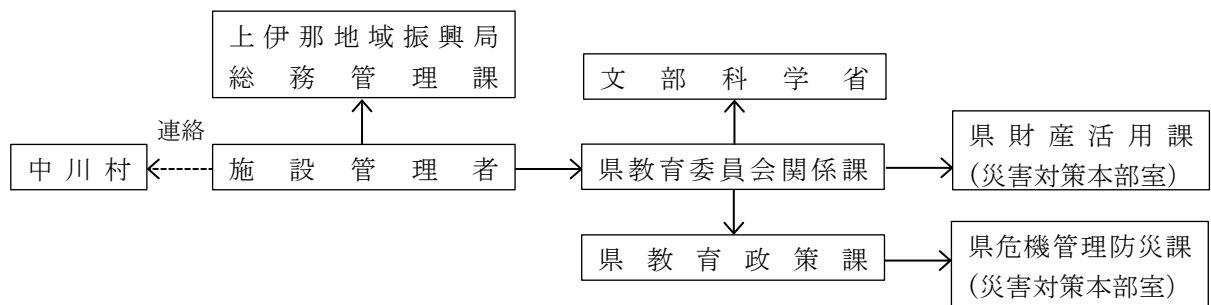 上伊那地域振興局
総務管理課
文部科学省
連絡
県財産活用課
(災害対策本部室)
中川村
施設管理者
県教育委員会関係課
県教育政策課
県危機管理防災課
(災害対策本部室)